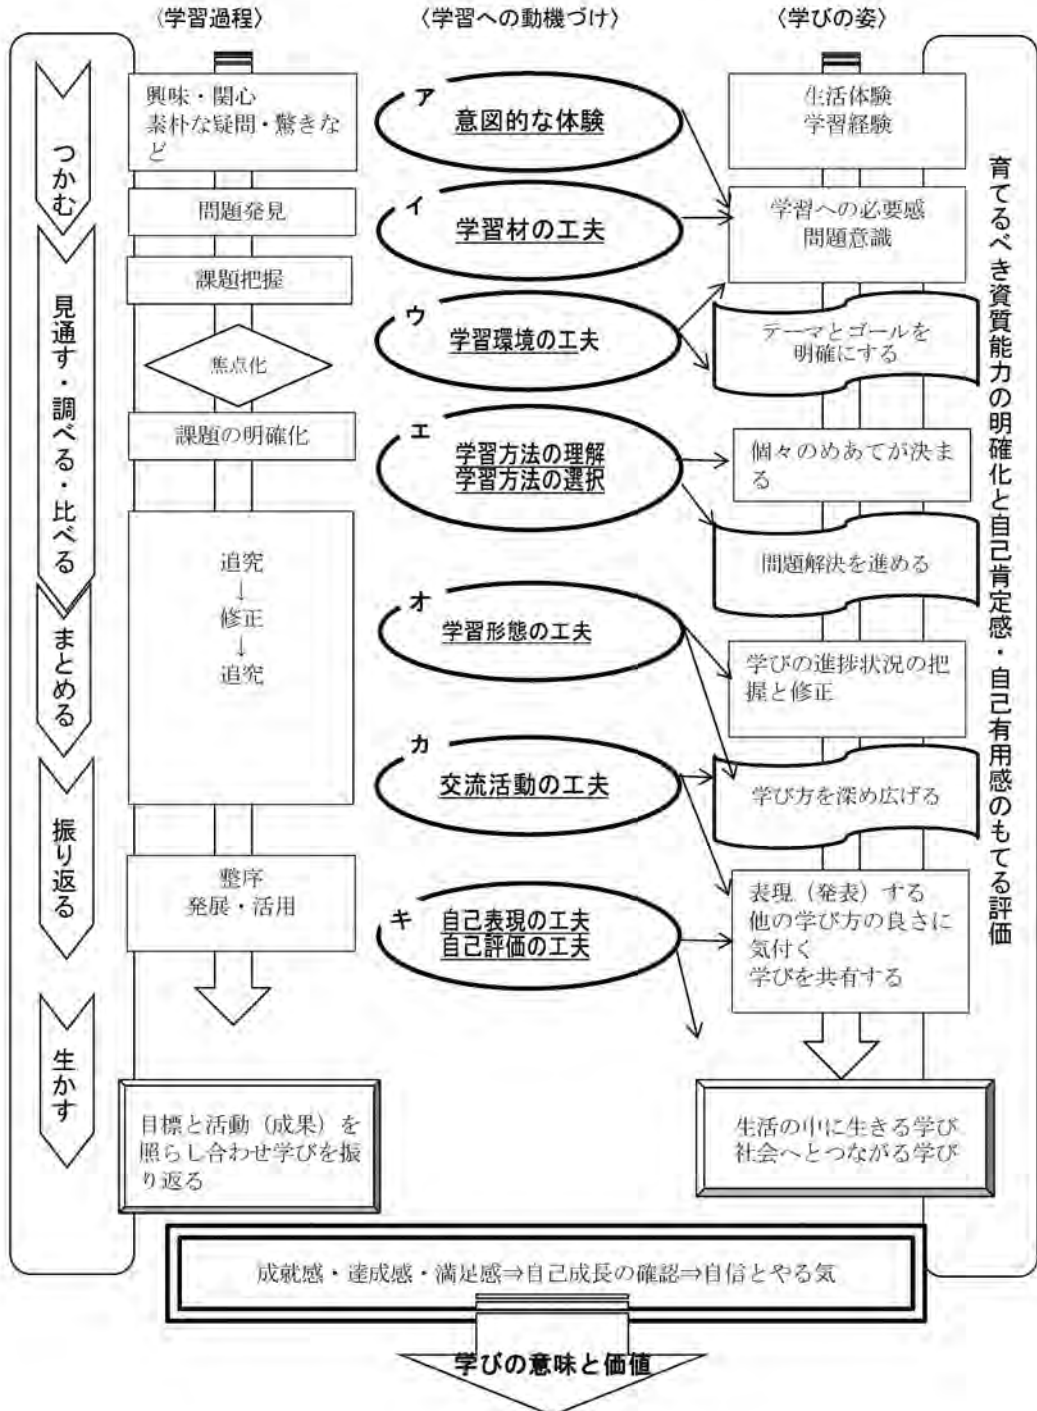 〈学習過程〉
〈学習への動機づけ〉
〈学びの姿〉
つかむ
見通す・調べる・比べる
まとめる
振り返る
生かす
興味・関心
素朴な疑問・驚きな
ど
問題発見
課題把握
焦点化
課題の明確化
追究
↓
修正
↓
追究
整序
発展・活用
目標と活動（成果）を
照らし合わせ学びを振
り返る
ア
意図的な体験
イ
学習材の工夫
ウ
学習環境の工夫
エ
学習方法の理解
学習方法の選択
オ
学習形態の工夫
カ
交流活動の工夫
キ
自己表現の工夫
自己評価の工夫
生活体験
学習経験
学習への必要感
問題意識
テーマとゴールを
明確にする
個々のめあてが決ま
る
問題解決を進める
学びの進捗状況の把
握と修正
学び方を深め広げる
表現（発表）する
他の学び方の良さに
気付く
学びを共有する
生活の中に生きる学び
社会へとつながる学び
育てるべき資質能力の明確化と自己肯定感・自己有用感のもてる評価
成就感・達成感・満足感⇒自己成長の確認⇒自信とやる気
学びの意味と価値